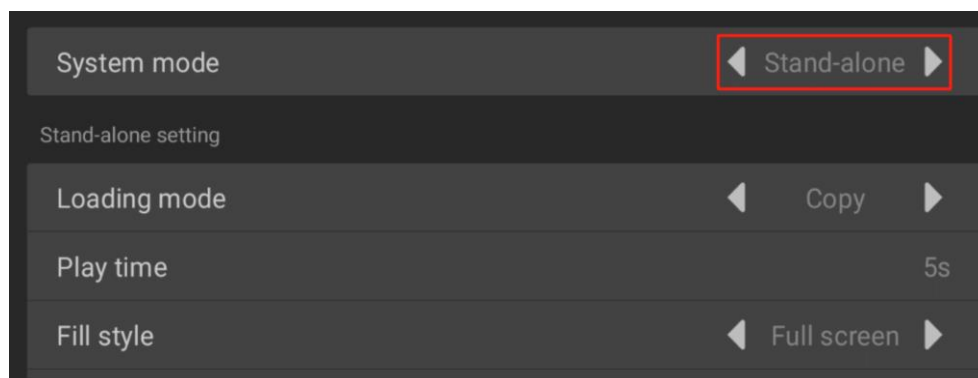 System mode Stand-alone
Stand-alone setting
Loading mode Copy
Play time 5s
Fill style Full screen